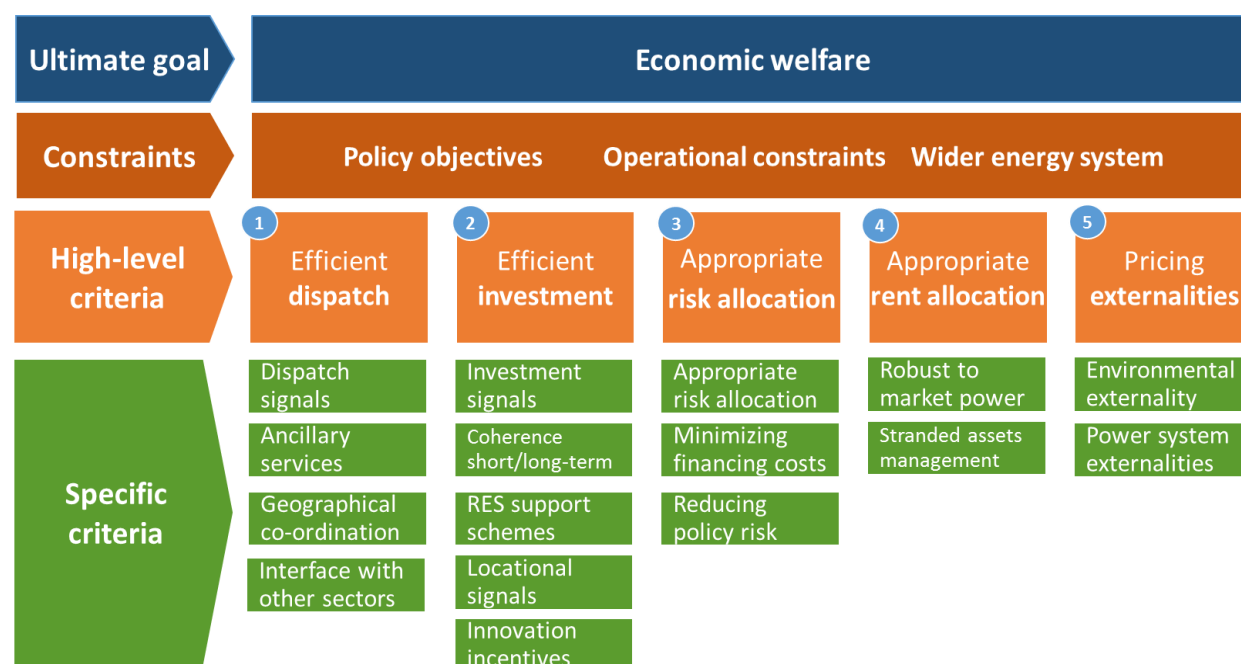 Ultimate goal
Economic welfare
Constraints
Policy objectives
Operational constraints
Wider energy system
High-level
criteria
1
Efficient
dispatch
2
Efficient
investment
3
Appropriate
risk allocation
4
Appropriate
rent allocation
5
Pricing
externalities
Specific
criteria
Dispatch
signals
Ancillary
services
Geographical
co-ordination
Interface with
other sectors
Investment
signals
Coherence
short/long-term
RES support
schemes
Locational
signals
Innovation
incentives
Appropriate
risk allocation
Minimizing
financing costs
Reducing
policy risk
Robust to
market power
Stranded assets
management
Environmental
externality
Power system
externalities